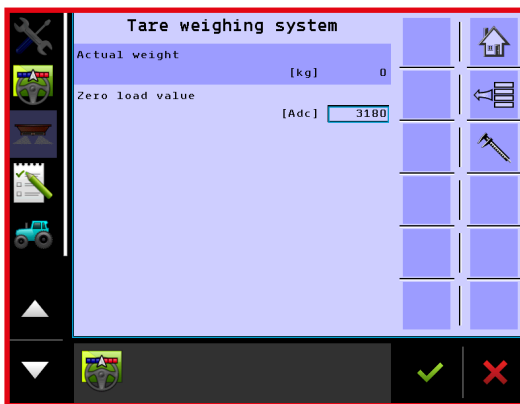 Tare weighing system
Actual weight
[kg] 0
Zero load value
[Adc] 3180